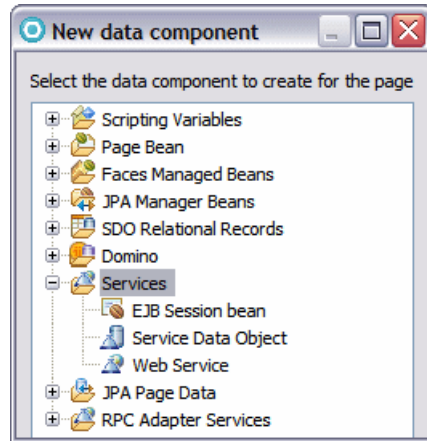 New data component
Select the data component to create for the page
Scripting Variables
Page Bean
Faces Managed Beans
JPA Manager Beans
SDO Relational Records
Domino
Services
EJB Session bean
Service Data Object
Web Service
JPA Page Data
RPC Adapter Services